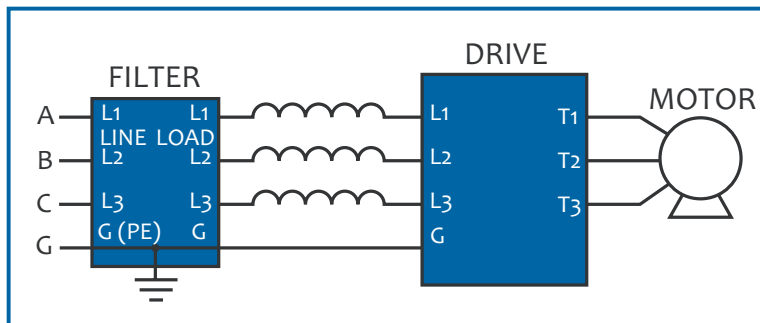 FILTER
DRIVE
MOTOR
A L1 L1 L1 T1
LINE LOAD
B L2 L2 L2 T2
C L3 L3 L3 T3
G G (PE) G G